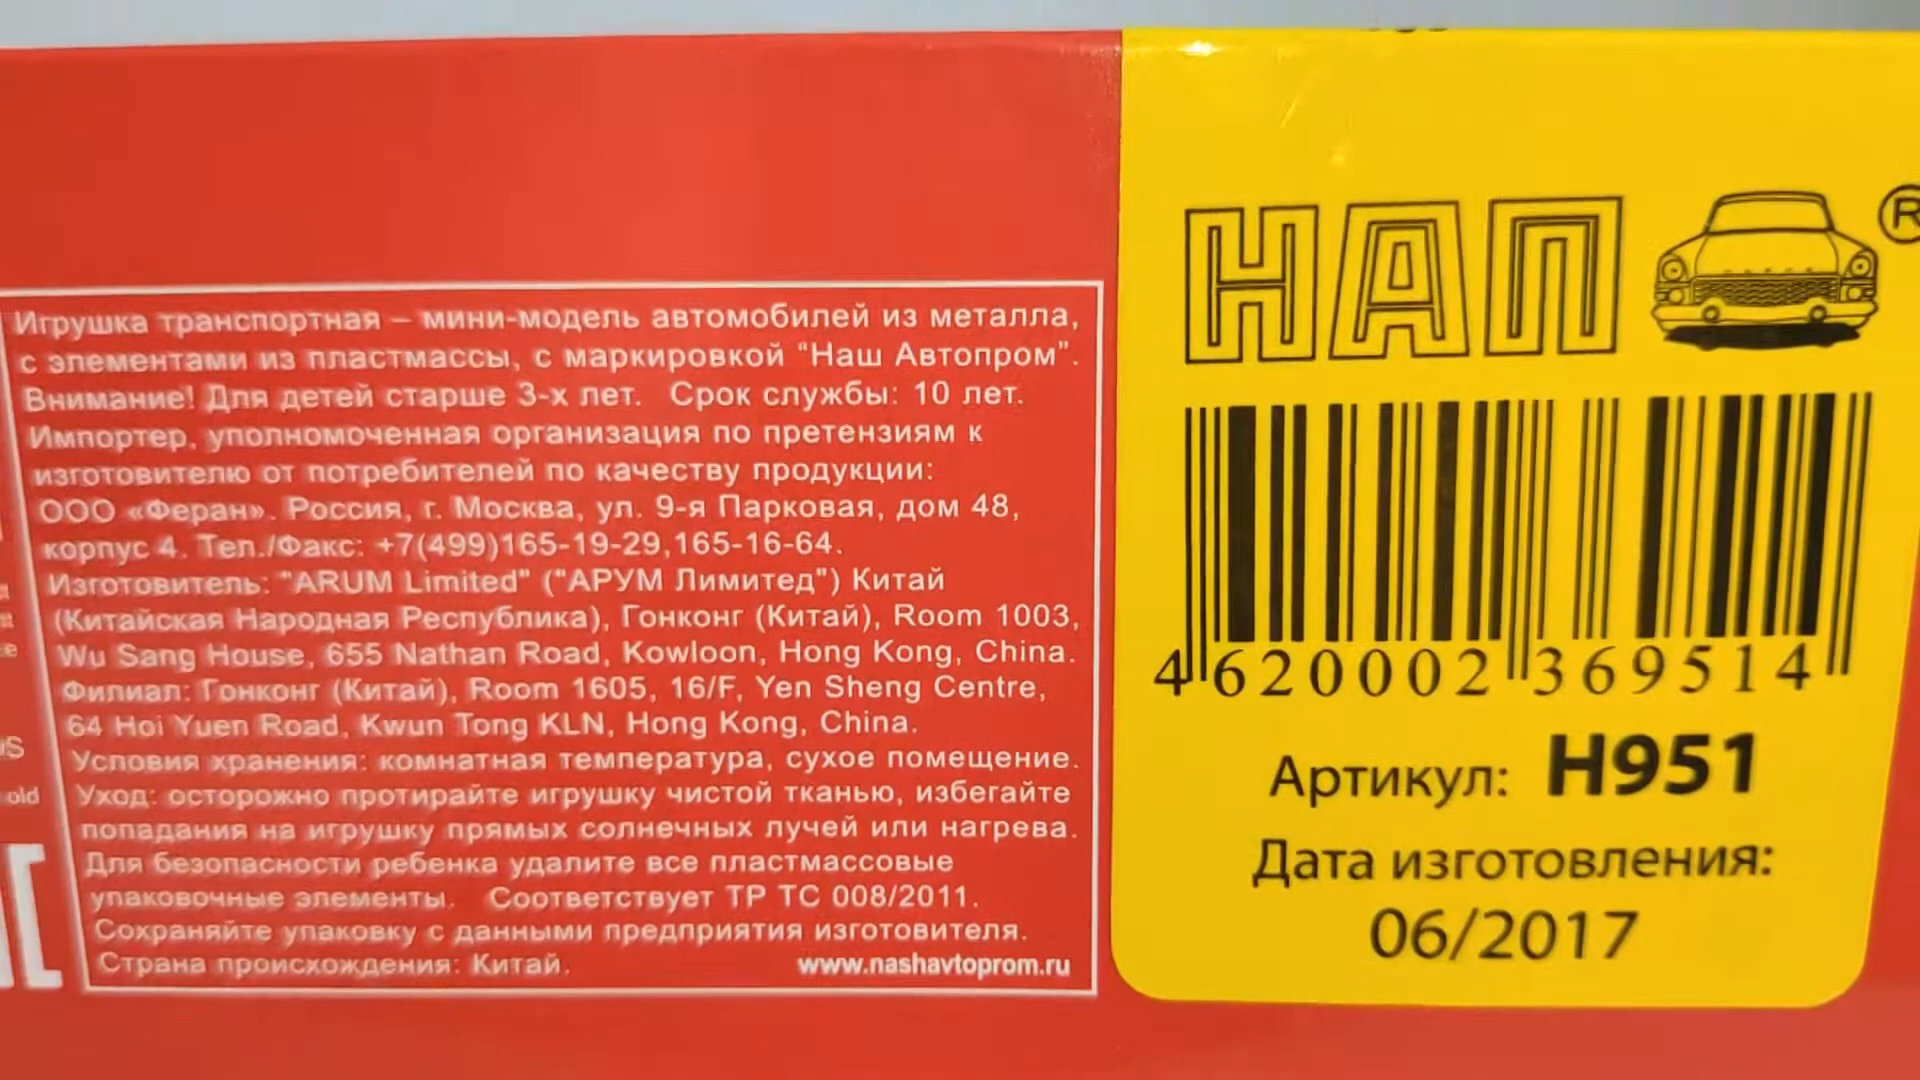 Игрушка транспортная – мини-модель автомобилей из металла,
с элементами из пластмассы, с маркировкой “Наш Автопром”.
Внимание! Для детей старше 3-х лет. Срок службы: 10 лет.
Импортер, уполномоченная организация по претензиям к
изготовителю от потребителей по качеству продукции:
ООО «Феран». Россия, г. Москва, ул. 9-я Парковая, дом 48,
корпус 4. Тел./Факс: +7(499)165-19-29,165-16-64.
Изготовитель: "ARUM Limited" ("АРУМ Лимитед") Китай
(Китайская Народная Республика), Гонконг (Китай), Room 1003,
Wu Sang House, 655 Nathan Road, Kowloon, Hong Kong, China.
Филиал: Гонконг (Китай), Room 1605, 16/F, Yen Sheng Centre,
64 Hoi Yuen Road, Kwun Tong KLN, Hong Kong, China.
Условия хранения: комнатная температура, сухое помещение.
Уход: осторожно протирайте игрушку чистой тканью, избегайте
попадания на игрушку прямых солнечных лучей или нагрева.
Для безопасности ребенка удалите все пластмассовые
упаковочные элементы. Соответствует ТР ТС 008/2011.
Сохраняйте упаковку с данными предприятия изготовителя.
Страна происхождения: Китай. www.nashavtoprom.ru
old
НАП ®
4 620002 369514
Артикул: H951
Дата изготовления:
06/2017